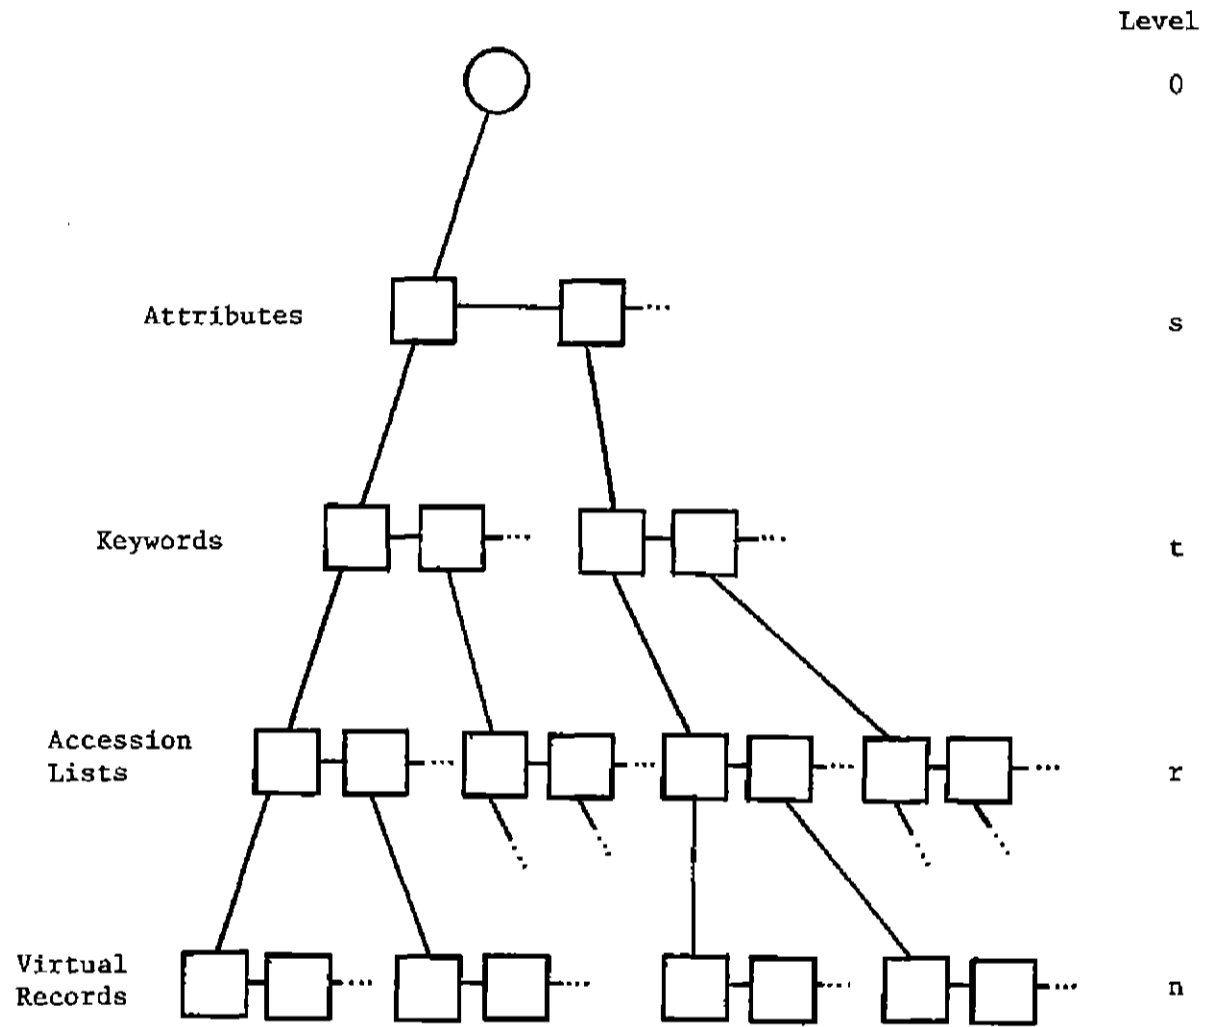 Level
0
Attributes
s
Keywords
t
Accession
Lists
r
Virtual
Records
n